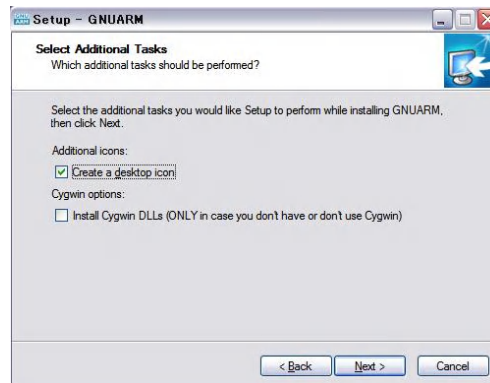 GNU
ARM
Setup - GNUARM
Select Additional Tasks
Which additional tasks should be performed?
Select the additional tasks you would like Setup to perform while installing GNUARM,
then click Next.
Additional icons:
Create a desktop icon
Cygwin options:
Install Cygwin DLLs (ONLY in case you don't have or don't use Cygwin)
< Back
Next >
Cancel